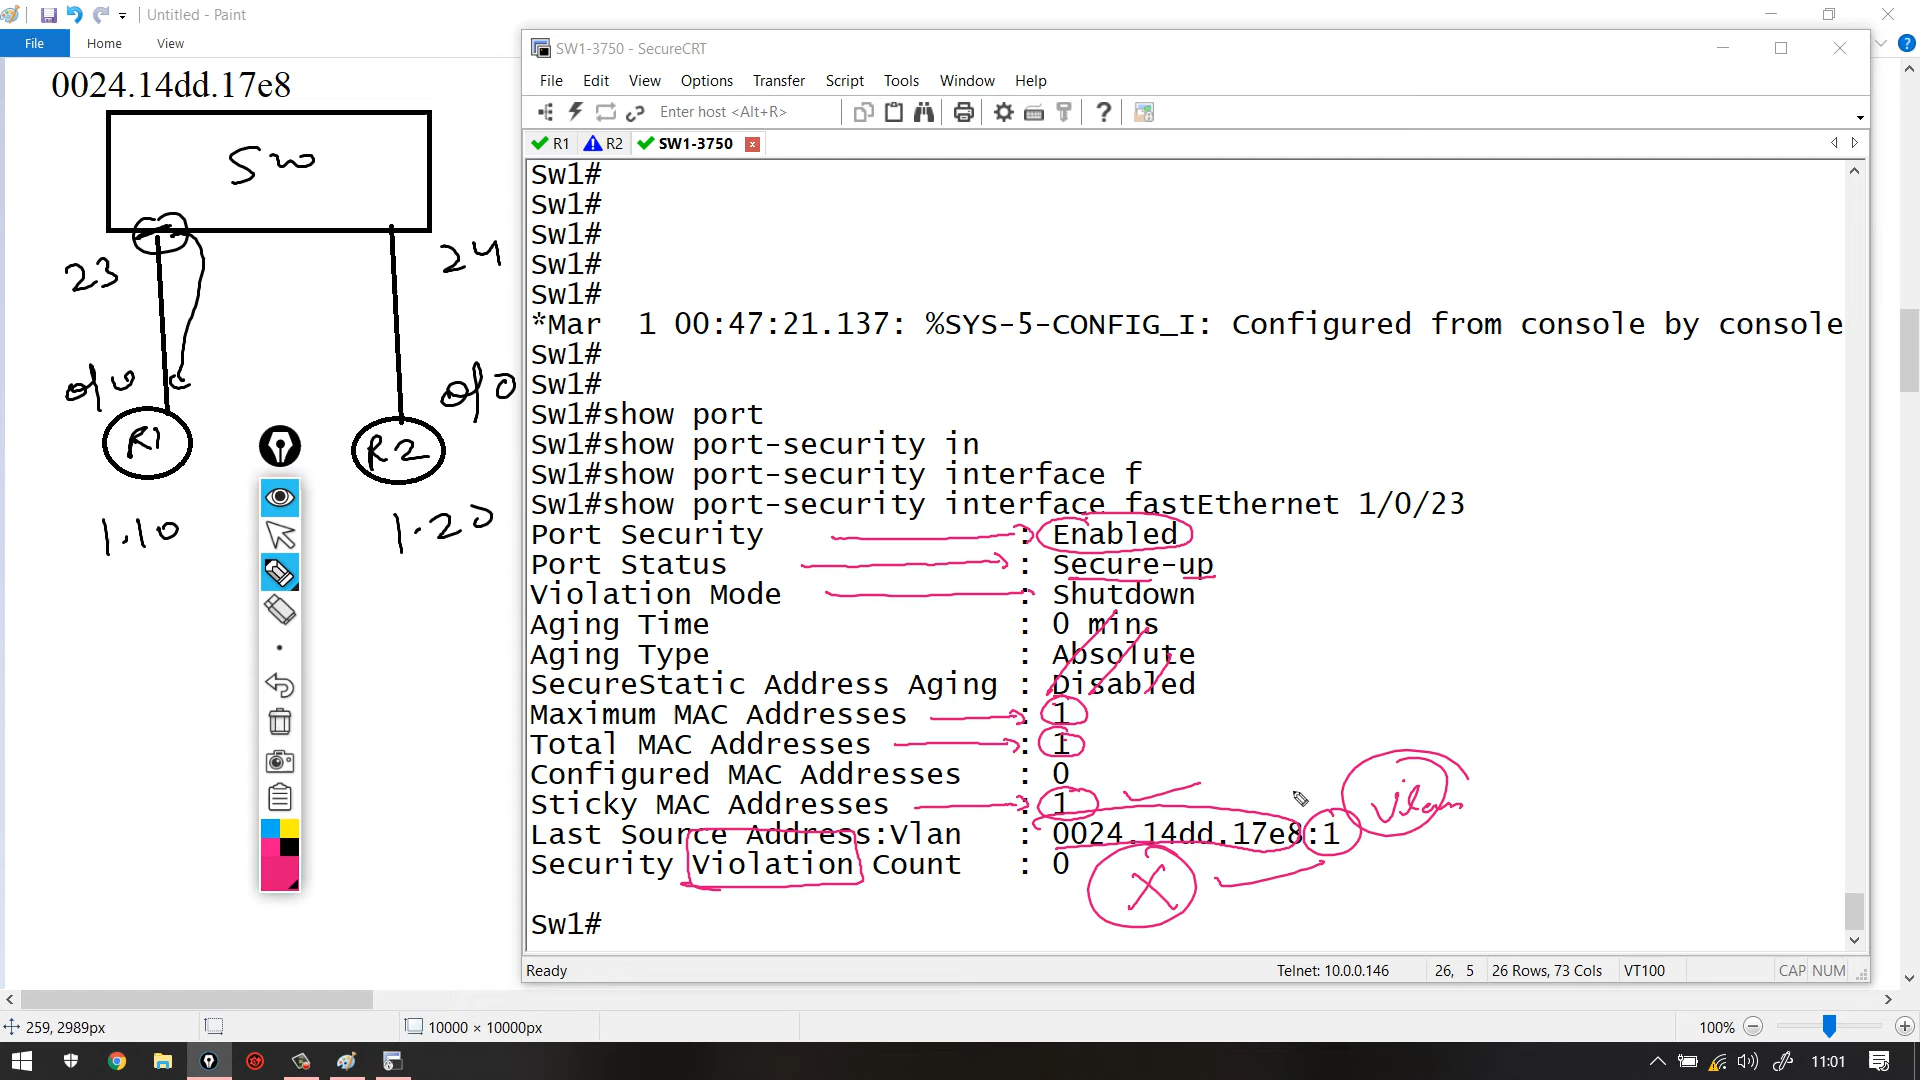 Untitled - Paint
File Home View
0024.14dd.17e8
SW
23
24
0/0
0/0
R1
R2
1.10
1.20
SW1-3750 - SecureCRT
File Edit View Options Transfer Script Tools Window Help
Enter host <Alt+R>
R1 R2 SW1-3750
Sw1#
Sw1#
Sw1#
Sw1#
Sw1#
*Mar  1 00:47:21.137: %SYS-5-CONFIG_I: Configured from console by console
Sw1#
Sw1#
Sw1#show port
Sw1#show port-security in
Sw1#show port-security interface f
Sw1#show port-security interface fastEthernet 1/0/23
Port Security : Enabled
Port Status : Secure-up
Violation Mode : Shutdown
Aging Time : 0 mins
Aging Type : Absolute
SecureStatic Address Aging : Disabled
Maximum MAC Addresses : 1
Total MAC Addresses : 1
Configured MAC Addresses : 0
Sticky MAC Addresses : 1
Last Source Address:Vlan : 0024.14dd.17e8:1
Security Violation Count : 0
X
Sw1#
Ready Telnet: 10.0.0.146 26, 5 26 Rows, 73 Cols VT100 CAP NUM
259, 2989px 10000 × 10000px 100%
11:01